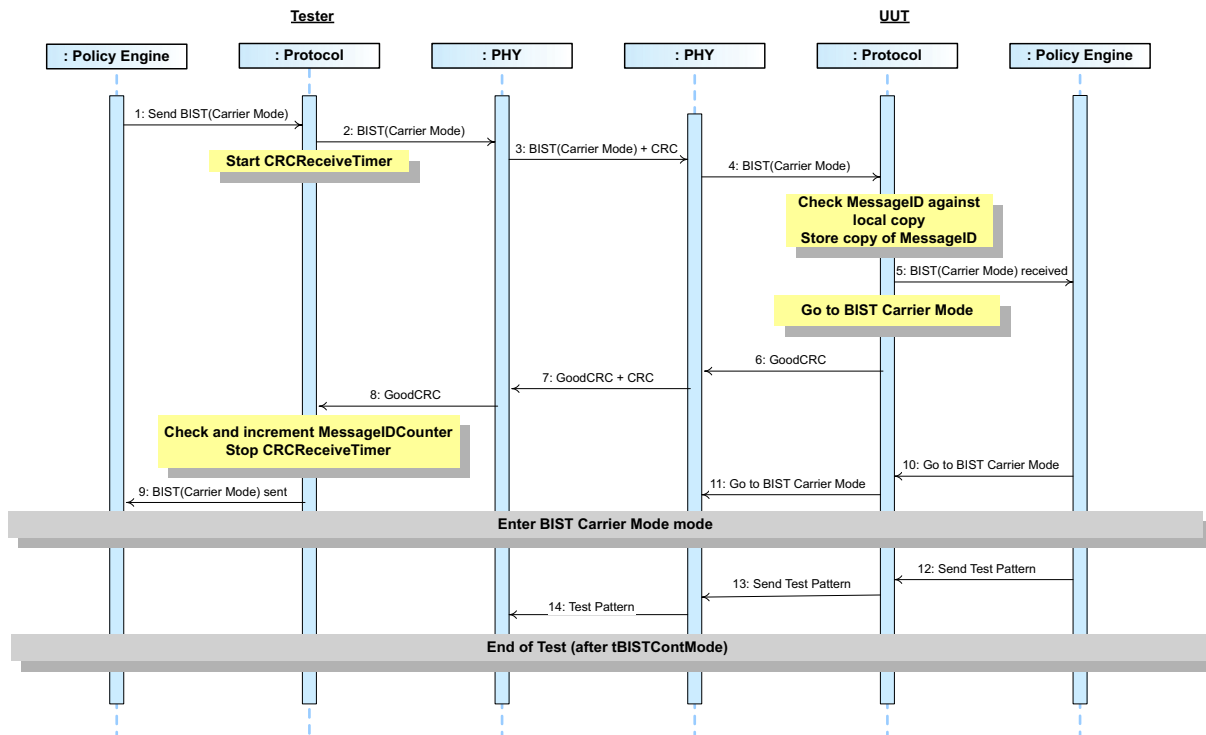 Tester
UUT
: Policy Engine
: Protocol
: PHY
: PHY
: Protocol
: Policy Engine
1: Send BIST(Carrier Mode)
2: BIST(Carrier Mode)
Start CRCReceiveTimer
3: BIST(Carrier Mode) + CRC
4: BIST(Carrier Mode)
Check MessageID against
local copy
Store copy of MessageID
5: BIST(Carrier Mode) received
Go to BIST Carrier Mode
6: GoodCRC
7: GoodCRC + CRC
8: GoodCRC
Check and increment MessageIDCounter
Stop CRCReceiveTimer
10: Go to BIST Carrier Mode
11: Go to BIST Carrier Mode
9: BIST(Carrier Mode) sent
Enter BIST Carrier Mode mode
12: Send Test Pattern
13: Send Test Pattern
14: Test Pattern
End of Test (after tBISTContMode)